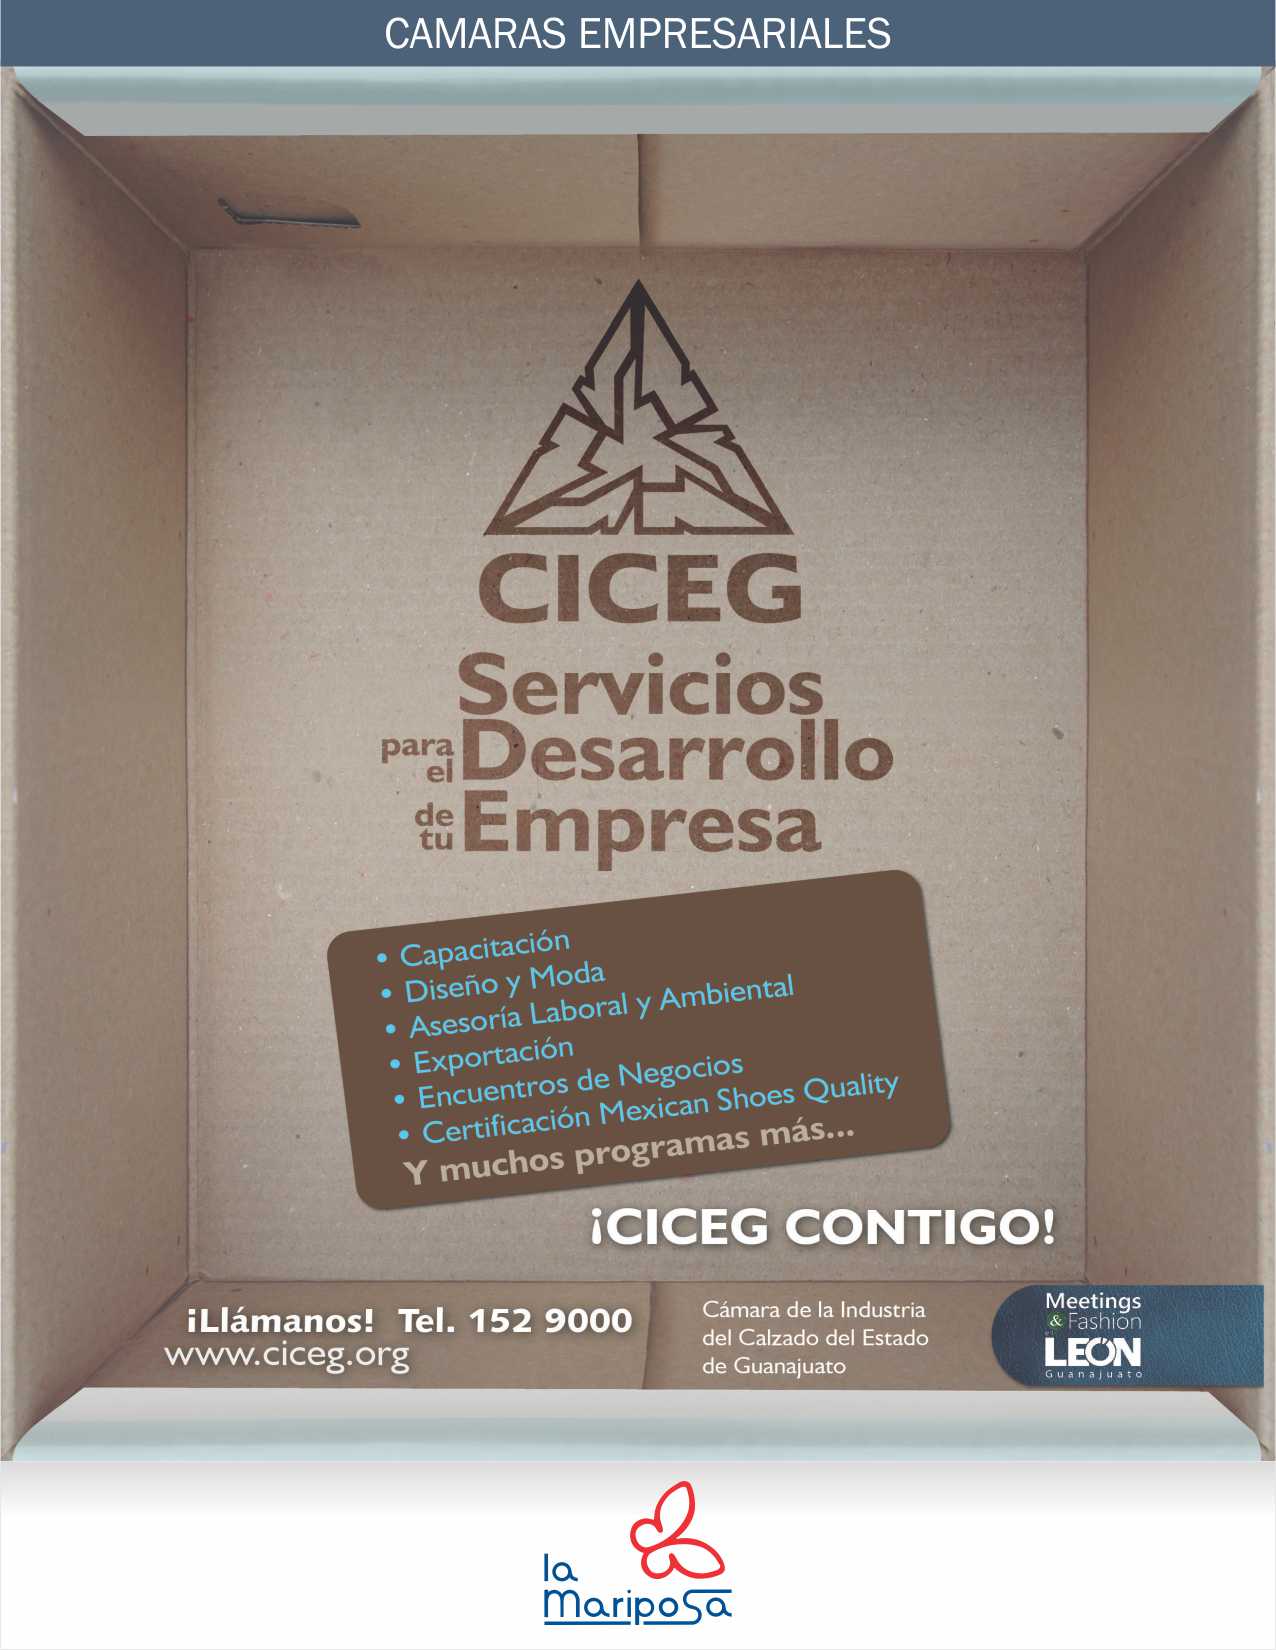 CAMARAS EMPRESARIALES
CICEG
Servicios
para el Desarrollo
de tu Empresa
• Capacitación
• Diseño y Moda
• Asesoría Laboral y Ambiental
• Exportación
• Encuentros de Negocios
• Certificación Mexican Shoes Quality
Y muchos programas más...
¡CICEG CONTIGO!
¡Llámanos! Tel. 152 9000
www.ciceg.org
Cámara de la Industria
del Calzado del Estado
de Guanajuato
Meetings
& Fashion
LEÓN
Guanajuato
la
Mariposa